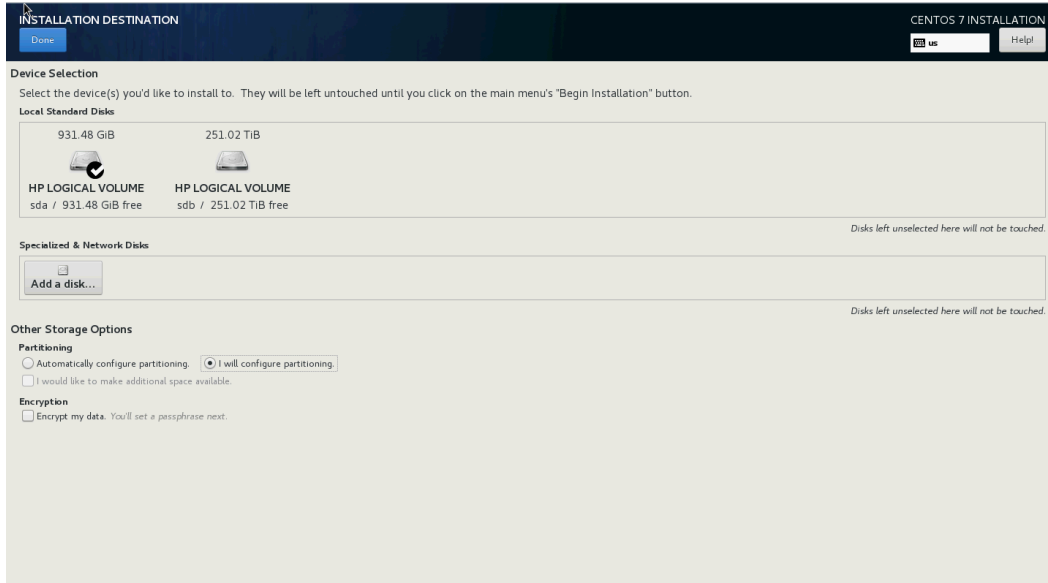 INSTALLATION DESTINATION
CENTOS 7 INSTALLATION
Done
us
Help!
Device Selection
Select the device(s) you'd like to install to. They will be left untouched until you click on the main menu's "Begin Installation" button.
Local Standard Disks
931.48 GiB
251.02 TiB
HP LOGICAL VOLUME
HP LOGICAL VOLUME
sda / 931.48 GiB free
sdb / 251.02 TiB free
Disks left unselected here will not be touched.
Specialized & Network Disks
Add a disk...
Disks left unselected here will not be touched.
Other Storage Options
Partitioning
Automatically configure partitioning. I will configure partitioning.
I would like to make additional space available.
Encryption
Encrypt my data. You'll set a passphrase next.